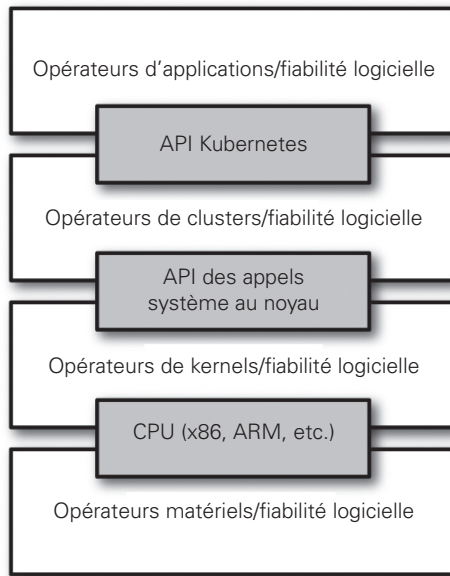 Opérateurs d’applications/fiabilité logicielle
API Kubernetes
Opérateurs de clusters/fiabilité logicielle
API des appels
système au noyau
Opérateurs de kernels/fiabilité logicielle
CPU (x86, ARM, etc.)
Opérateurs matériels/fiabilité logicielle